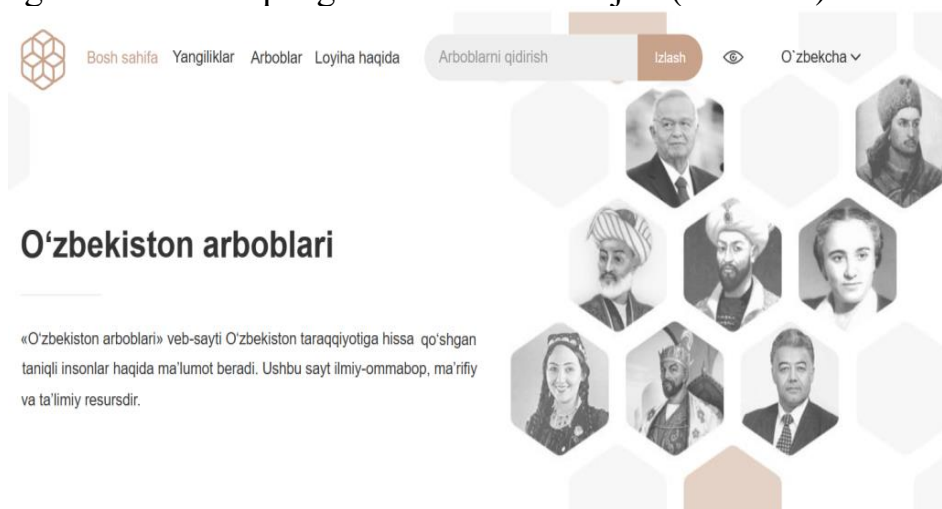 Bosh sahifa Yangiliklar Arboblar Loyiha haqida Arboblarni qidirish Izlash O`zbekcha
O‘zbekiston arboblari
«O‘zbekiston arboblari» veb-sayti O‘zbekiston taraqqiyotiga hissa qo‘shgan
taniqli insonlar haqida ma’lumot beradi. Ushbu sayt ilmiy-ommabop, ma’rifiy
va ta’limiy resursdir.